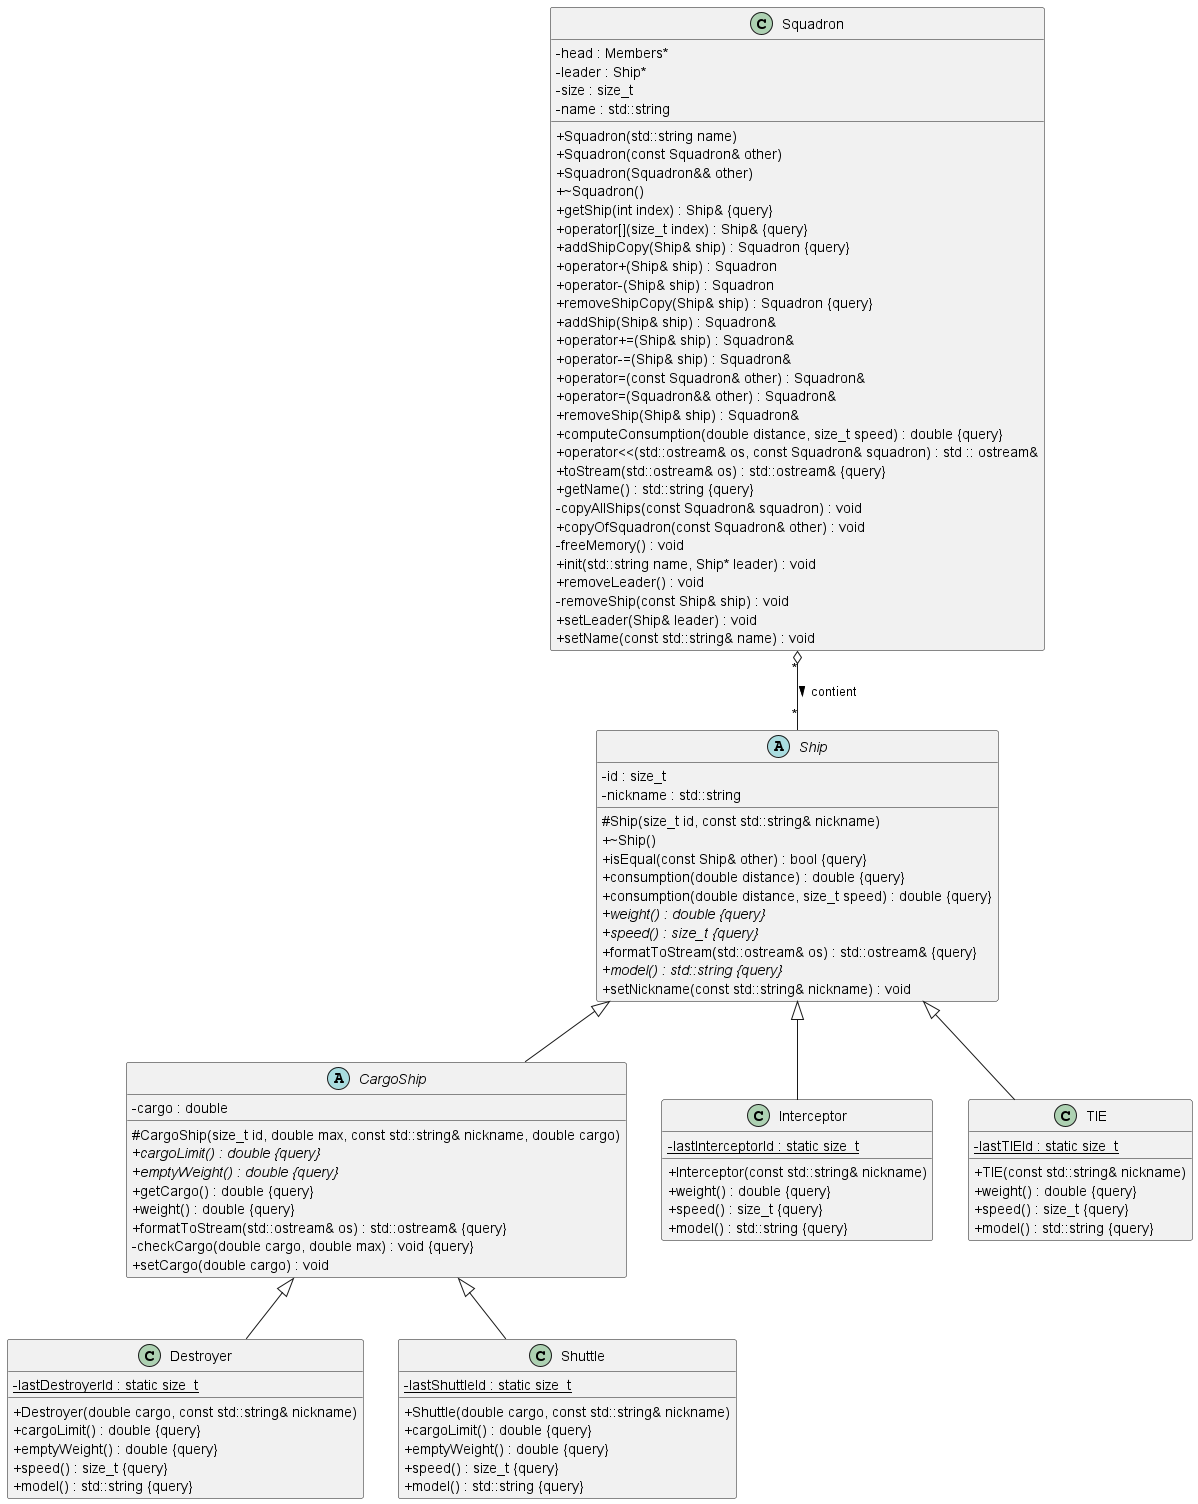 C Squadron
-head : Members*
-leader : Ship*
-size : size_t
-name : std::string
+Squadron(std::string name)
+Squadron(const Squadron& other)
+Squadron(Squadron&& other)
+~Squadron()
+getShip(int index) : Ship& {query}
+operator[](size_t index) : Ship& {query}
+addShipCopy(Ship& ship) : Squadron {query}
+operator+(Ship& ship) : Squadron
+operator-(Ship& ship) : Squadron
+removeShipCopy(Ship& ship) : Squadron {query}
+addShip(Ship& ship) : Squadron&
+operator+=(Ship& ship) : Squadron&
+operator-=(Ship& ship) : Squadron&
+operator=(const Squadron& other) : Squadron&
+operator=(Squadron&& other) : Squadron&
+removeShip(Ship& ship) : Squadron&
+computeConsumption(double distance, size_t speed) : double {query}
+operator<<(std::ostream& os, const Squadron& squadron) : std :: ostream&
+toStream(std::ostream& os) : std::ostream& {query}
+getName() : std::string {query}
-copyAllShips(const Squadron& squadron) : void
+copyOfSquadron(const Squadron& other) : void
-freeMemory() : void
+init(std::string name, Ship* leader) : void
+removeLeader() : void
-removeShip(const Ship& ship) : void
+setLeader(Ship& leader) : void
+setName(const std::string& name) : void
*
contient
*
A Ship
-id : size_t
-nickname : std::string
#Ship(size_t id, const std::string& nickname)
+~Ship()
+isEqual(const Ship& other) : bool {query}
+consumption(double distance) : double {query}
+consumption(double distance, size_t speed) : double {query}
+weight() : double {query}
+speed() : size_t {query}
+formatToStream(std::ostream& os) : std::ostream& {query}
+model() : std::string {query}
+setNickname(const std::string& nickname) : void
A CargoShip
-cargo : double
#CargoShip(size_t id, double max, const std::string& nickname, double cargo)
+cargoLimit() : double {query}
+emptyWeight() : double {query}
+getCargo() : double {query}
+weight() : double {query}
+formatToStream(std::ostream& os) : std::ostream& {query}
-checkCargo(double cargo, double max) : void {query}
+setCargo(double cargo) : void
C Interceptor
-lastInterceptorId : static size_t
+Interceptor(const std::string& nickname)
+weight() : double {query}
+speed() : size_t {query}
+model() : std::string {query}
C TIE
-lastTIEId : static size_t
+TIE(const std::string& nickname)
+weight() : double {query}
+speed() : size_t {query}
+model() : std::string {query}
C Destroyer
-lastDestroyerId : static size_t
+Destroyer(double cargo, const std::string& nickname)
+cargoLimit() : double {query}
+emptyWeight() : double {query}
+speed() : size_t {query}
+model() : std::string {query}
C Shuttle
-lastShuttleId : static size_t
+Shuttle(double cargo, const std::string& nickname)
+cargoLimit() : double {query}
+emptyWeight() : double {query}
+speed() : size_t {query}
+model() : std::string {query}